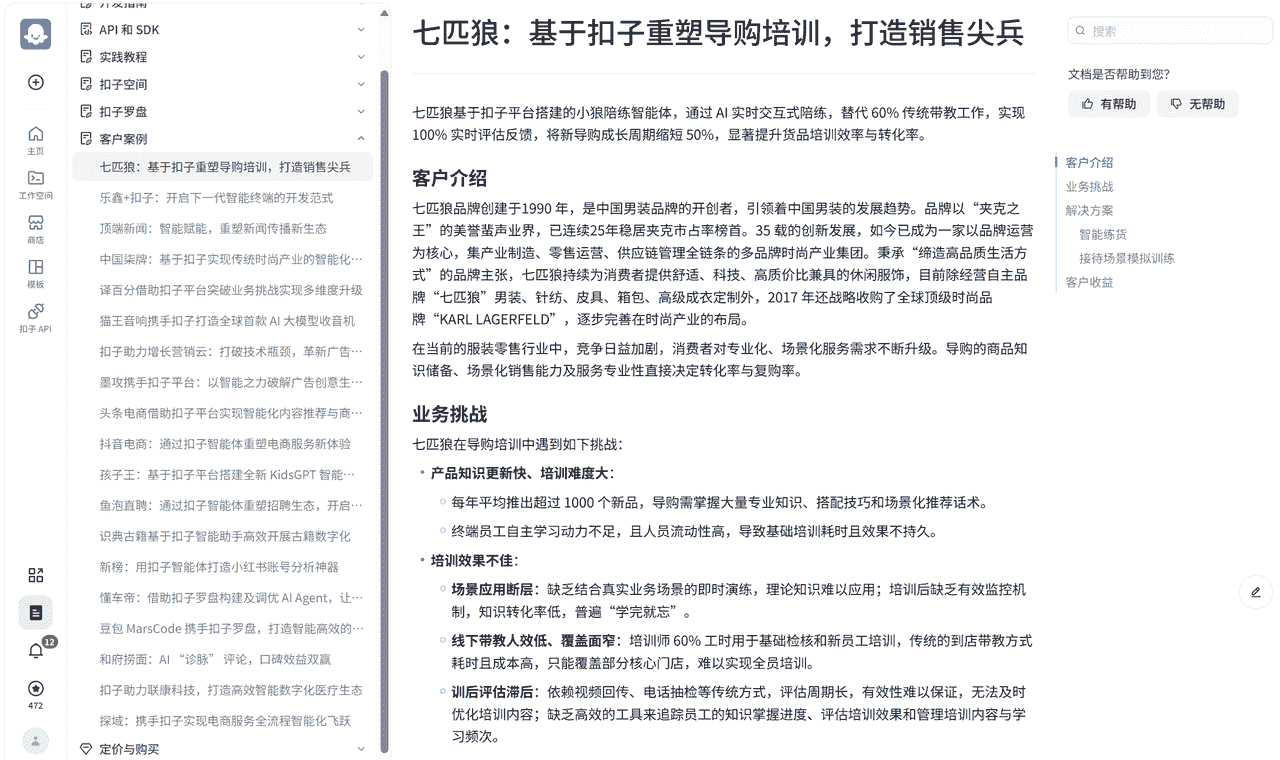 主页
工作空间
商店
模板
扣子 API
12
472
开发指南
API 和 SDK
实践教程
扣子空间
扣子罗盘
客户案例
七匹狼：基于扣子重塑导购培训，打造销售尖兵
乐鑫+扣子：开启下一代智能终端的开发范式
顶端新闻：智能赋能，重塑新闻传播新生态
中国柒牌：基于扣子实现传统时尚产业的智能化···
译百分借助扣子平台突破业务挑战实现多维度升级
猫王音响携手扣子打造全球首款 AI 大模型收音机
扣子助力增长营销云：打破技术瓶颈，革新广告···
墨攻携手扣子平台：以智能之力破解广告创意生···
头条电商借助扣子平台实现智能化内容推荐与商···
抖音电商：通过扣子智能体重塑电商服务新体验
孩子王：基于扣子平台搭建全新 KidsGPT 智能···
鱼泡直聘：通过扣子智能体重塑招聘生态，开启···
识典古籍基于扣子智能助手高效开展古籍数字化
新榜：用扣子智能体打造小红书账号分析神器
懂车帝：借助扣子罗盘构建及调优 AI Agent，让···
豆包 MarsCode 携手扣子罗盘，打造智能高效的···
和府捞面：AI “诊脉” 评论，口碑效益双赢
扣子助力联康科技，打造高效智能数字化医疗生态
探域：携手扣子实现电商服务全流程智能化飞跃
定价与购买
七匹狼：基于扣子重塑导购培训，打造销售尖兵
七匹狼基于扣子平台搭建的小狼陪练智能体，通过 AI 实时交互式陪练，替代 60% 传统带教工作，实现
100% 实时评估反馈，将新导购成长周期缩短 50%，显著提升货品培训效率与转化率。
客户介绍
七匹狼品牌创建于1990 年，是中国男装品牌的开创者，引领着中国男装的发展趋势。品牌以“夹克之
王”的美誉蜚声业界，已连续25年稳居夹克市占率榜首。35 载的创新发展，如今已成为一家以品牌运营
为核心，集产业制造、零售运营、供应链管理全链条的多品牌时尚产业集团。秉承“缔造高品质生活方
式”的品牌主张，七匹狼持续为消费者提供舒适、科技、高质价比兼具的休闲服饰，目前除经营自主品
牌“七匹狼”男装、针纺、皮具、箱包、高级成衣定制外，2017 年还战略收购了全球顶级时尚品
牌“KARL LAGERFELD”，逐步完善在时尚产业的布局。
在当前的服装零售行业中，竞争日益加剧，消费者对专业化、场景化服务需求不断升级。导购的商品知
识储备、场景化销售能力及服务专业性直接决定转化率与复购率。
业务挑战
七匹狼在导购培训中遇到如下挑战：
产品知识更新快、培训难度大：
每年平均推出超过 1000 个新品，导购需掌握大量专业知识、搭配技巧和场景化推荐话术。
终端员工自主学习动力不足，且人员流动性高，导致基础培训耗时且效果不持久。
培训效果不佳：
场景应用断层：缺乏结合真实业务场景的即时演练，理论知识难以应用；培训后缺乏有效监控机
制，知识转化率低，普遍“学完就忘”。
线下带教人效低、覆盖面窄：培训师 60% 工时用于基础检核和新员工培训，传统的到店带教方式
耗时且成本高，只能覆盖部分核心门店，难以实现全员培训。
训后评估滞后：依赖视频回传、电话抽检等传统方式，评估周期长，有效性难以保证，无法及时
优化培训内容；缺乏高效的工具来追踪员工的知识掌握进度、评估培训效果和管理培训内容与学
习频次。
搜索
文档是否帮助到您？
有帮助
无帮助
客户介绍
业务挑战
解决方案
智能练货
接待场景模拟训练
客户收益